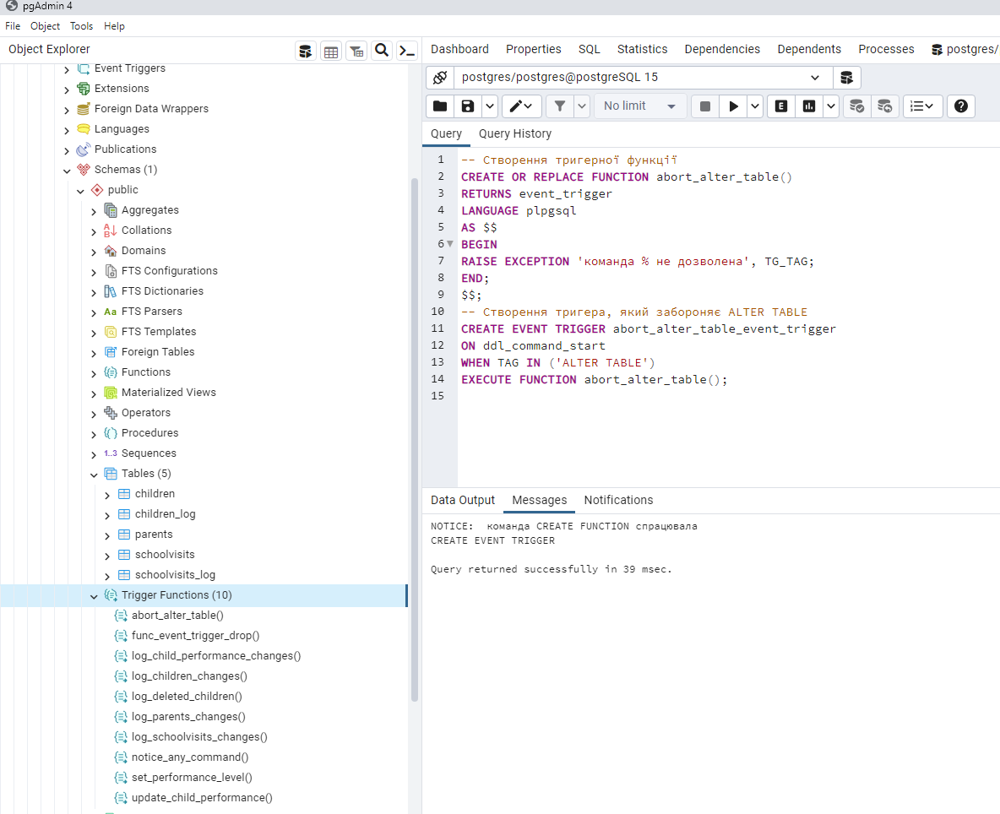 pgAdmin 4
File Object Tools Help
Object Explorer
Event Triggers
Extensions
Foreign Data Wrappers
Languages
Publications
Schemas (1)
public
Aggregates
Collations
Domains
FTS Configurations
FTS Dictionaries
Aa FTS Parsers
FTS Templates
Foreign Tables
Functions
Materialized Views
Operators
Procedures
1..3 Sequences
Tables (5)
children
children_log
parents
schoolvisits
schoolvisits_log
Trigger Functions (10)
abort_alter_table()
func_event_trigger_drop()
log_child_performance_changes()
log_children_changes()
log_deleted_children()
log_parents_changes()
log_schoolvisits_changes()
notice_any_command()
set_performance_level()
update_child_performance()
Dashboard Properties SQL Statistics Dependencies Dependents Processes postgres/
postgres/postgres@postgreSQL 15
No limit
Query Query History
1 -- Створення тригерної функції
2 CREATE OR REPLACE FUNCTION abort_alter_table()
3 RETURNS event_trigger
4 LANGUAGE plpgsql
5 AS $$
6 BEGIN
7 RAISE EXCEPTION 'команда % не дозволена', TG_TAG;
8 END;
9 $$;
10 -- Створення тригера, який забороняє ALTER TABLE
11 CREATE EVENT TRIGGER abort_alter_table_event_trigger
12 ON ddl_command_start
13 WHEN TAG IN ('ALTER TABLE')
14 EXECUTE FUNCTION abort_alter_table();
15
Data Output Messages Notifications
NOTICE: команда CREATE FUNCTION спрацювала
CREATE EVENT TRIGGER
Query returned successfully in 39 msec.